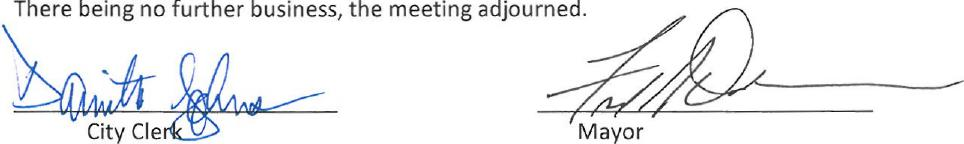 There being no further business, the meeting adjourned.
City Clerk
Mayor